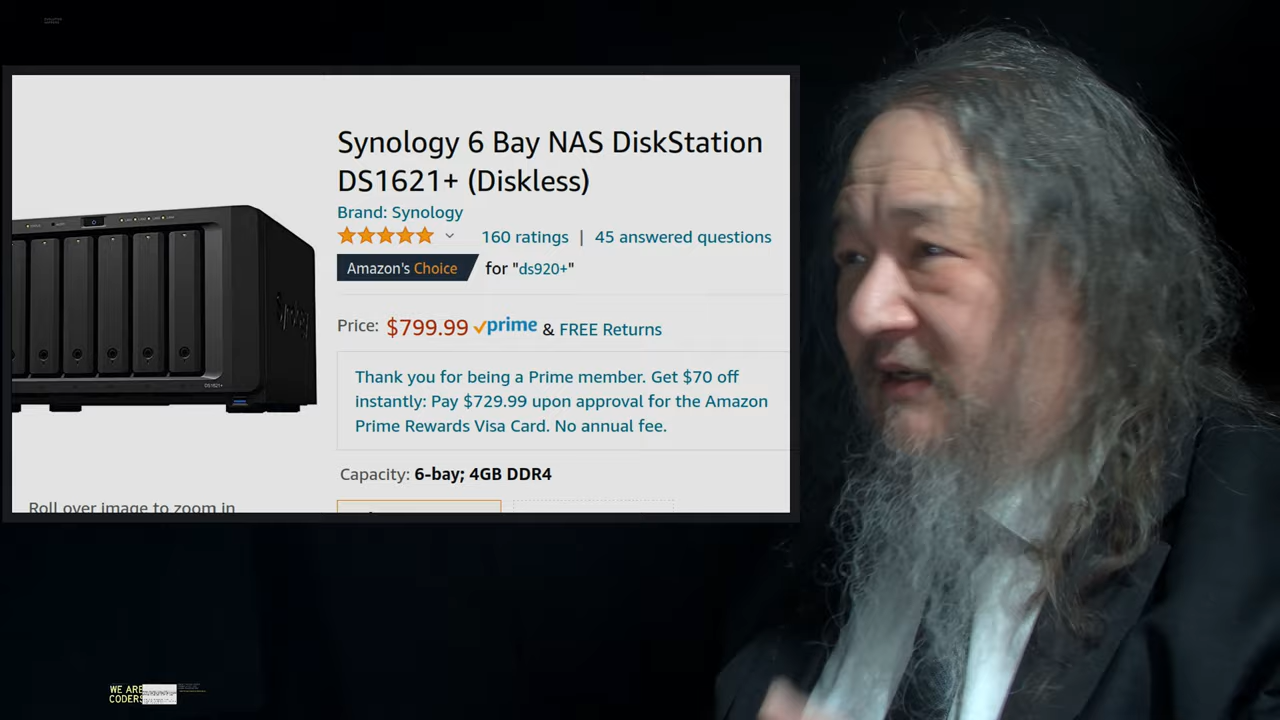 Synology 6 Bay NAS DiskStation
DS1621+ (Diskless)
Brand: Synology
160 ratings | 45 answered questions
Amazon's Choice for "ds920+"
Price: $799.99 prime & FREE Returns
Thank you for being a Prime member. Get $70 off
instantly: Pay $729.99 upon approval for the Amazon
Prime Rewards Visa Card. No annual fee.
Capacity: 6-bay; 4GB DDR4
Synology
DS1621+
Roll over image to zoom in
WE ARE
CODERS